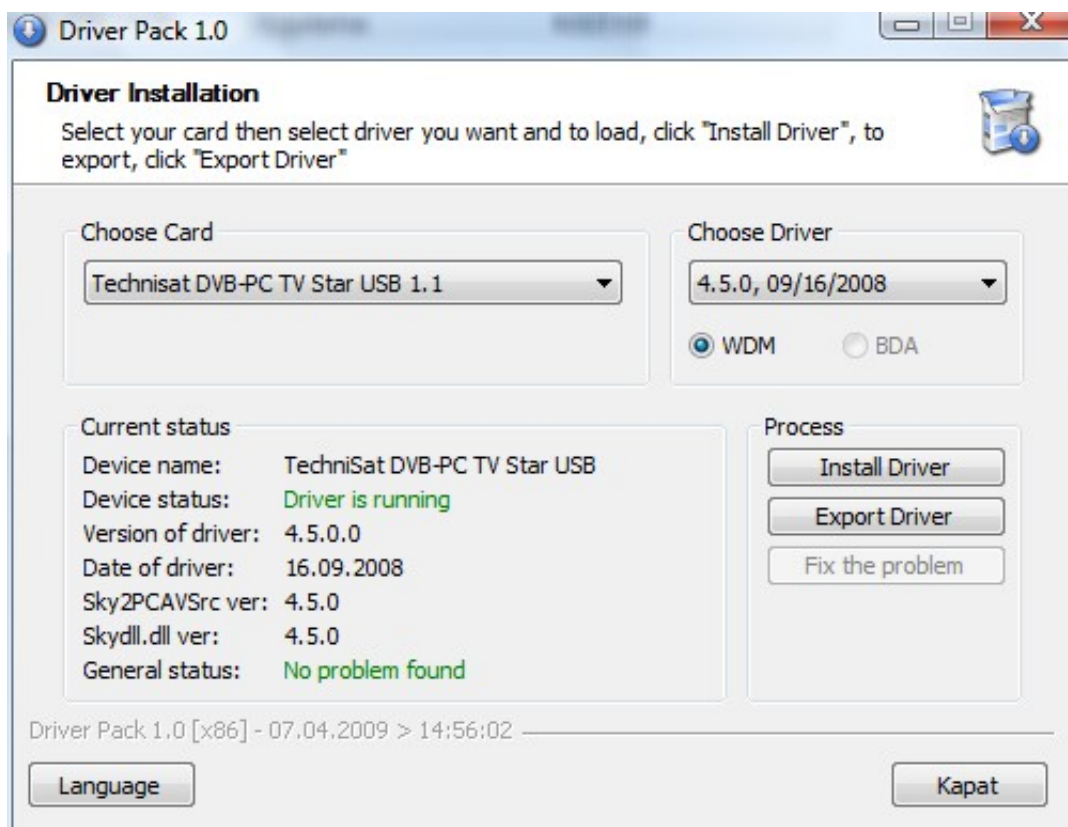 Driver Pack 1.0
Driver Installation
Select your card then select driver you want and to load, click "Install Driver", to
export, click "Export Driver"
Choose Card
Technisat DVB-PC TV Star USB 1.1
Choose Driver
4.5.0, 09/16/2008
WDM BDA
Current status
Device name: TechniSat DVB-PC TV Star USB
Device status: Driver is running
Version of driver: 4.5.0.0
Date of driver: 16.09.2008
Sky2PCAVSrc ver: 4.5.0
Skydll.dll ver: 4.5.0
General status: No problem found
Process
Install Driver
Export Driver
Fix the problem
Driver Pack 1.0 [x86] - 07.04.2009 > 14:56:02
Language
Kapat